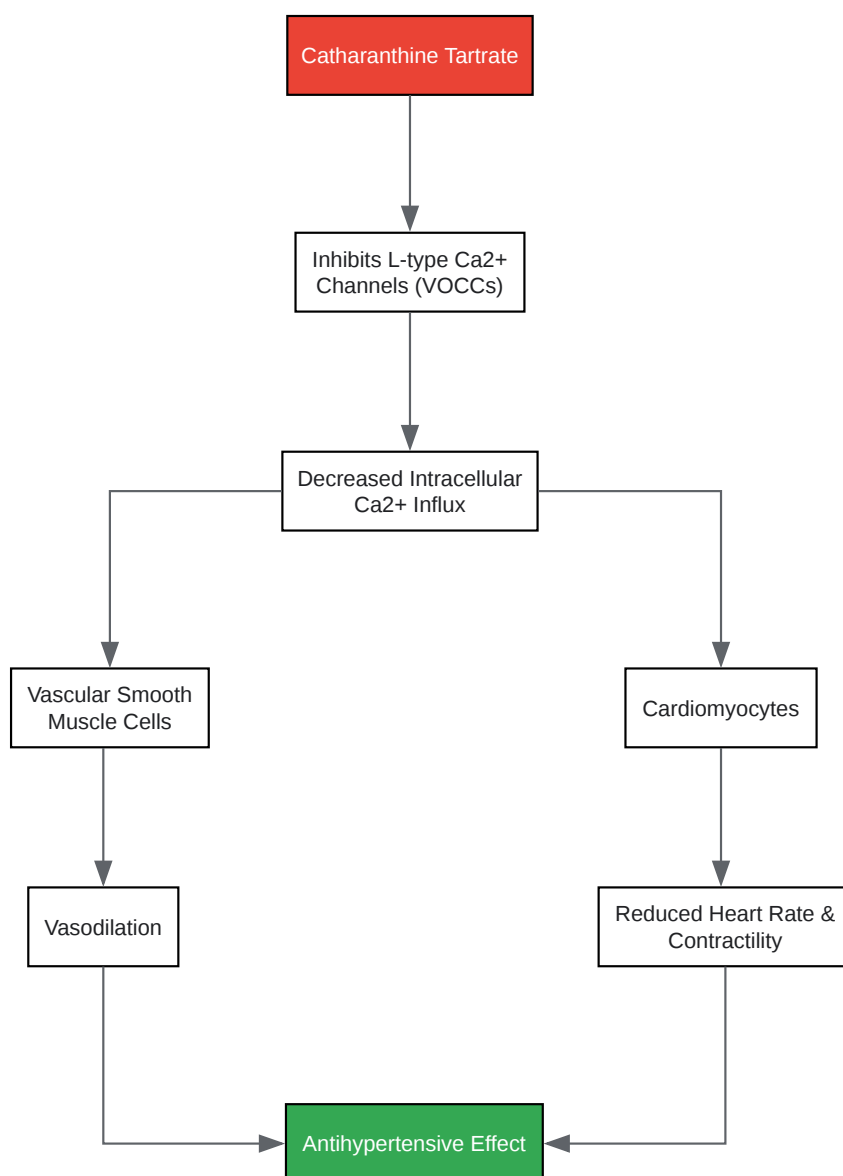 Catharanthine Tartrate
Inhibits L-type Ca2+
Channels (VOCCs)
Decreased Intracellular
Ca2+ Influx
Vascular Smooth
Muscle Cells
Cardiomyocytes
Vasodilation
Reduced Heart Rate &
Contractility
Antihypertensive Effect